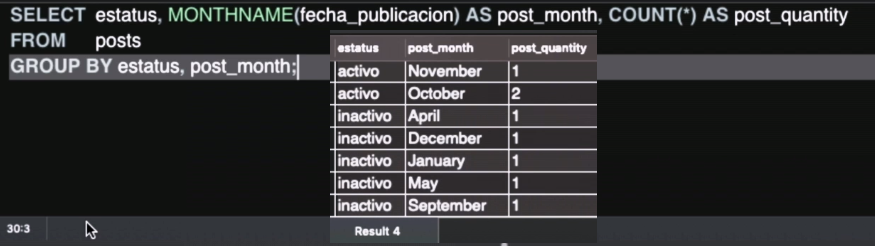 SELECT estatus, MONTHNAME(fecha_publicacion) AS post_month, COUNT(*) AS post_quantity
FROM posts
GROUP BY estatus, post_month;
estatus post_month post_quantity
activo November 1
activo October 2
inactivo April 1
inactivo December 1
inactivo January 1
inactivo May 1
inactivo September 1
30:3
Result 4